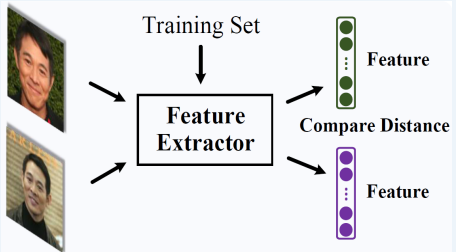 Training Set
Feature
Feature
Extractor
Compare Distance
Feature